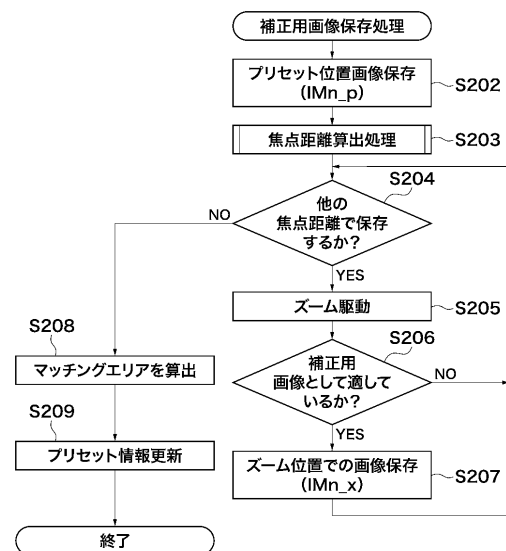 補正用画像保存処理
プリセット位置画像保存
(IMn_p)
S202
焦点距離算出処理
S203
S204
他の
焦点距離で保存
するか?
NO
YES
ズーム駆動
S205
S206
補正用
画像として適して
いるか?
NO
YES
ズーム位置での画像保存
(IMn_x)
S207
S208
マッチングエリアを算出
S209
プリセット情報更新
終了